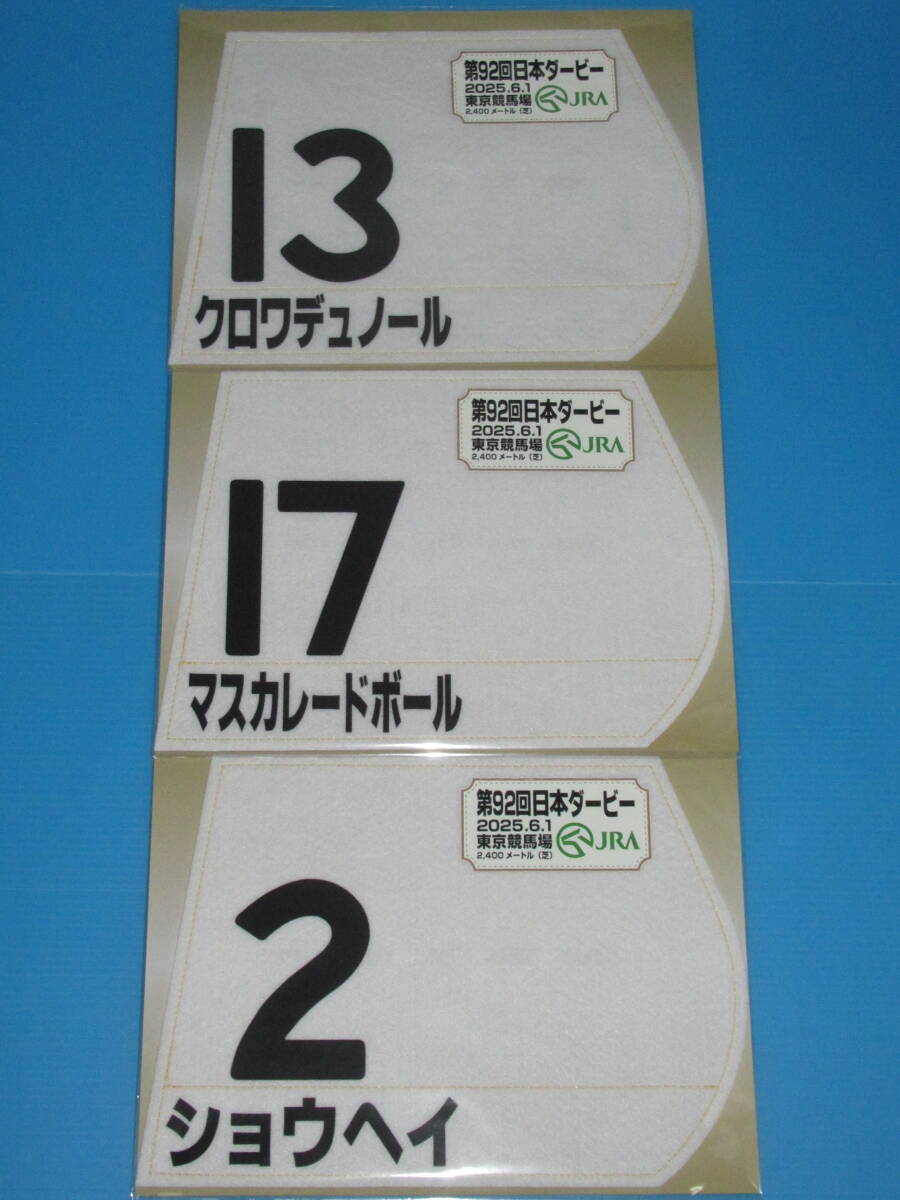 第92回日本ダービー
2025.6.1
東京競馬場
2,400メートル(芝)
JRA
13
クロワデュノール
第92回日本ダービー
2025.6.1
東京競馬場
2,400メートル(芝)
JRA
17
マスカレードボール
第92回日本ダービー
2025.6.1
東京競馬場
2,400メートル(芝)
JRA
2
ショウヘイ